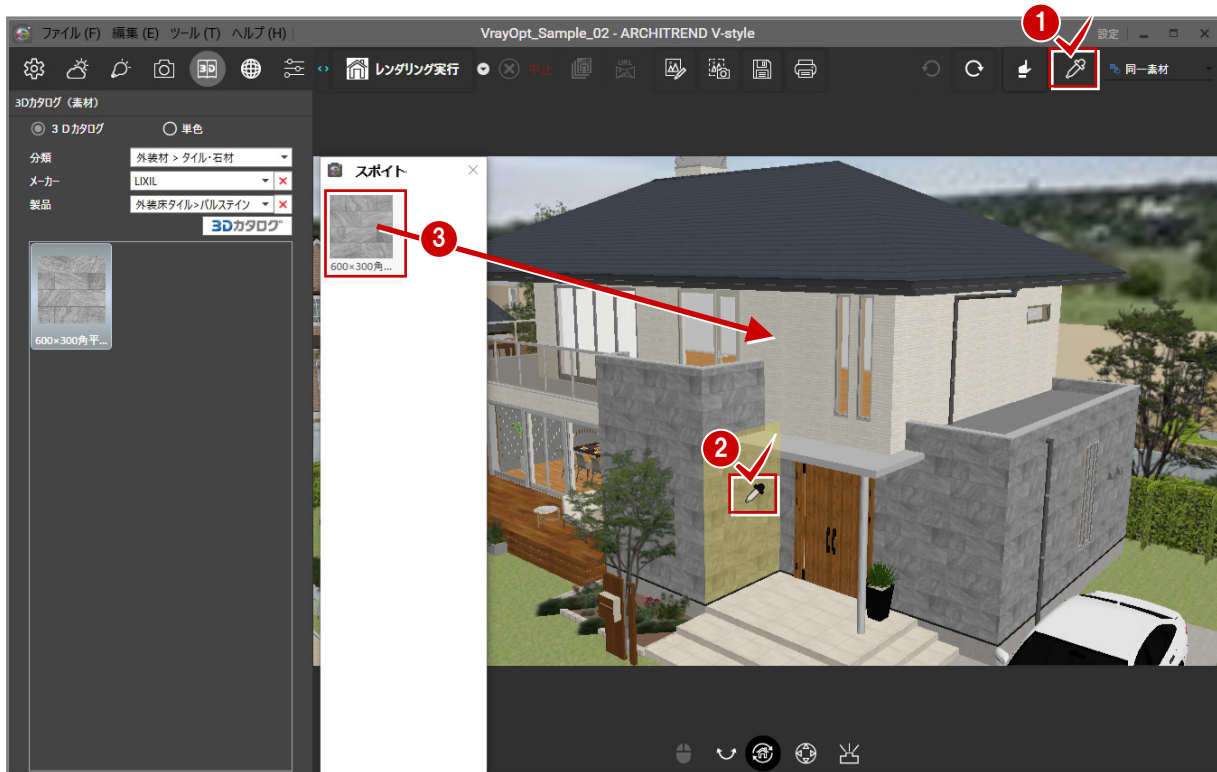 1
ファイル (F) 編集 (E) ツール (T) ヘルプ (H)
VrayOpt_Sample_02 - ARCHITREND V-style
設定
3D
レンダリング実行
中止
URL
同一素材
3Dカタログ（素材）
3 Dカタログ
単色
分類
外装材 > タイル・石材
メーカー
LIXIL
製品
外装床タイル>パルステイン
3Dカタログ
600×300角平...
スポイト
600×300角...
3
2